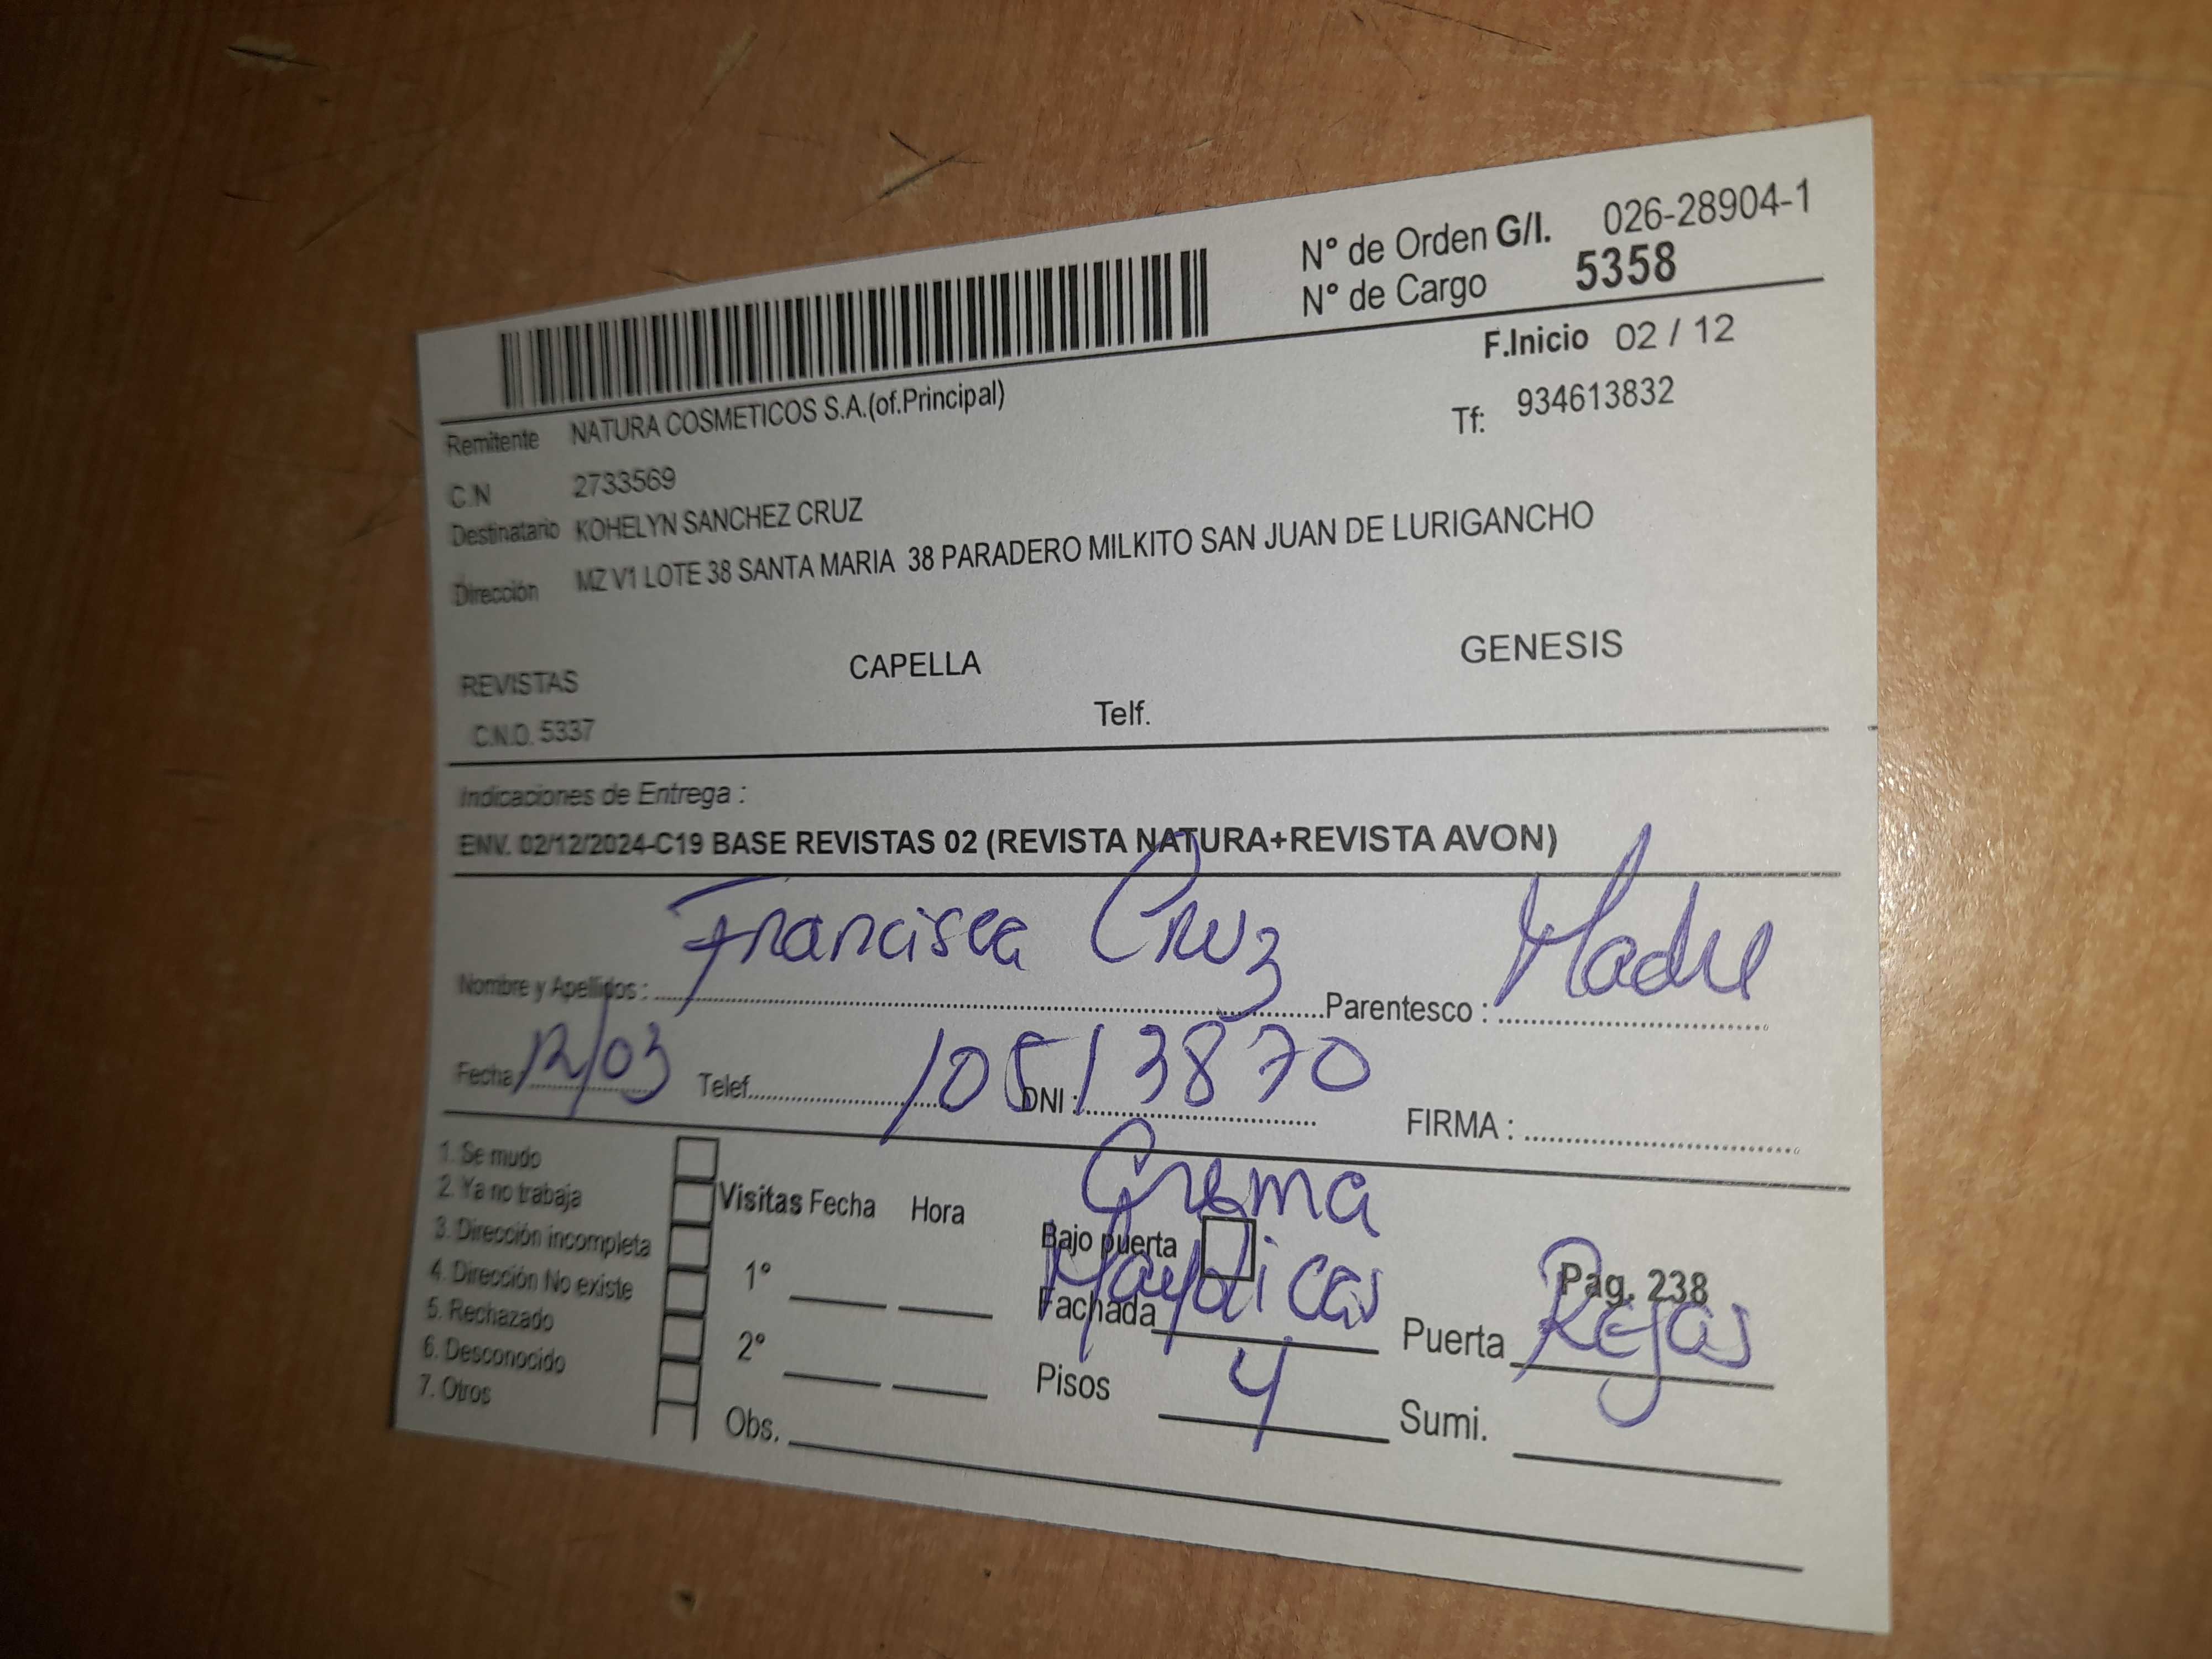 N° de Orden G/I. 026-28904-1
N° de Cargo 5358
F.Inicio 02 / 12
Remitente NATURA COSMETICOS S.A.(of.Principal)
Tf: 934613832
C.N 2733569
Destinatario KOHELYN SANCHEZ CRUZ
Dirección MZ V1 LOTE 38 SANTA MARIA 38 PARADERO MILKITO SAN JUAN DE LURIGANCHO
REVISTAS CAPELLA GENESIS
C.N.O. 5337 Telf.
Indicaciones de Entrega :
ENV. 02/12/2024-C19 BASE REVISTAS 02 (REVISTA NATURA+REVISTA AVON)
Nombre y Apellidos : Francisca Cruz Parentesco : Madre
Fecha: 12/03 Telef. DNI : 10513870 FIRMA :
1. Se mudo
2. Ya no trabaja
3. Dirección incompleta
4. Dirección No existe
5. Rechazado
6. Desconocido
7. Otros
Visitas Fecha Hora
1°
2°
Obs.
Crema
Bajo puerta
Mayolicas
Fachada
Pag. 238
Puerta Rejas
Pisos 4
Sumi.